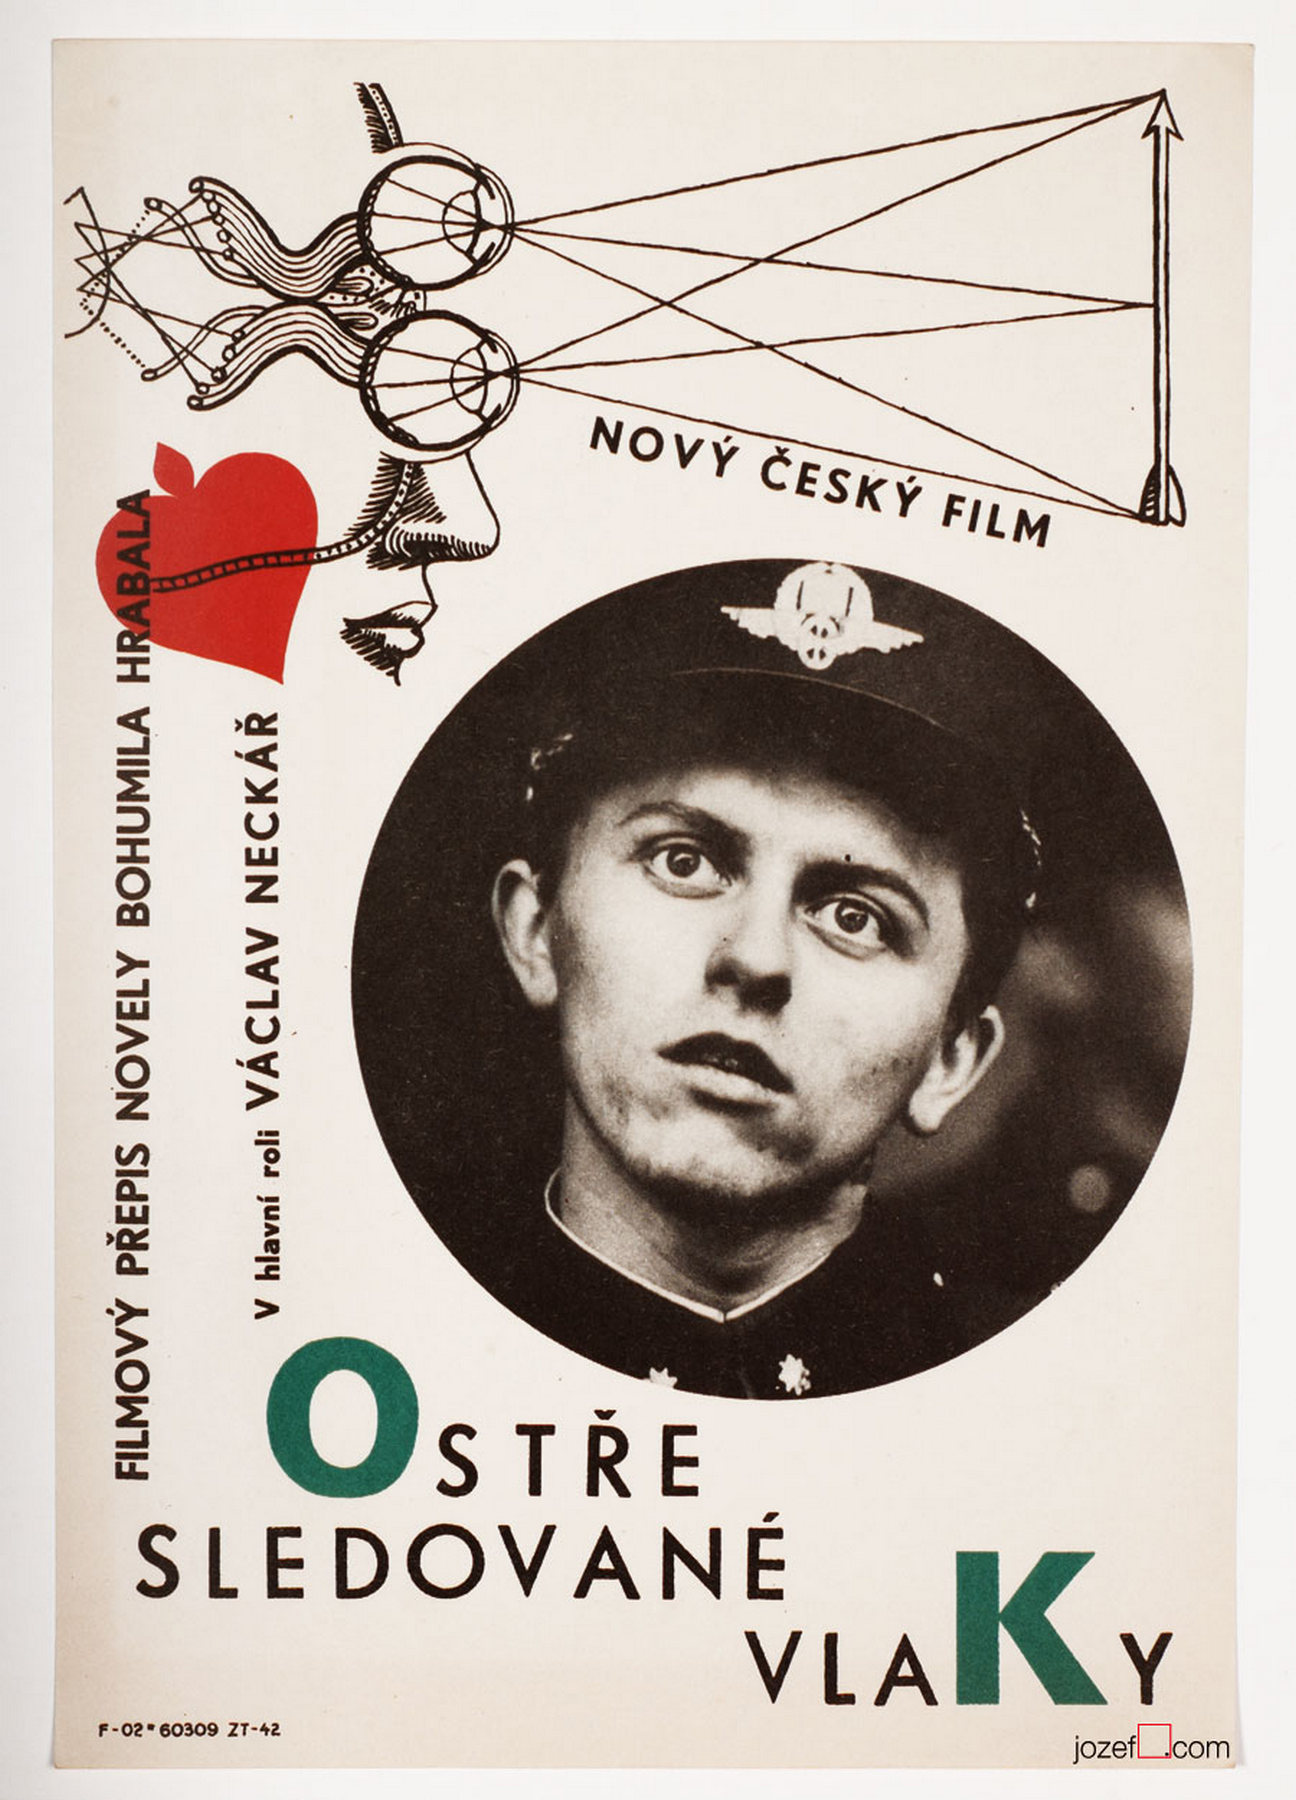 NOVÝ ČESKÝ FILM
FILMOVÝ PŘEPIS NOVELY BOHUMILA HRABALA
V hlavní roli VÁCLAV NECKÁŘ
OSTŘE
SLEDOVANÉ
VLAKY
F-02*60309 ZT-42
jozef.com